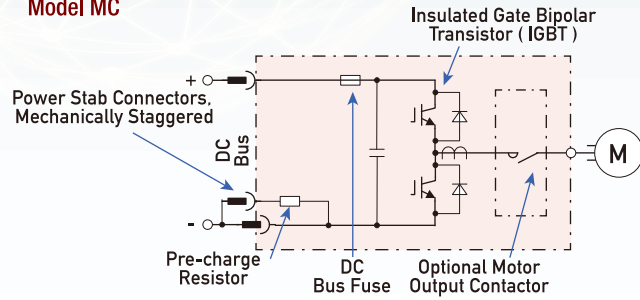 Model MC
Insulated Gate Bipolar
Transistor ( IGBT )
+
Power Stab Connectors,
Mechanically Staggered
DC
Bus
M
-
Pre-charge
Resistor
DC
Bus Fuse
Optional Motor
Output Contactor